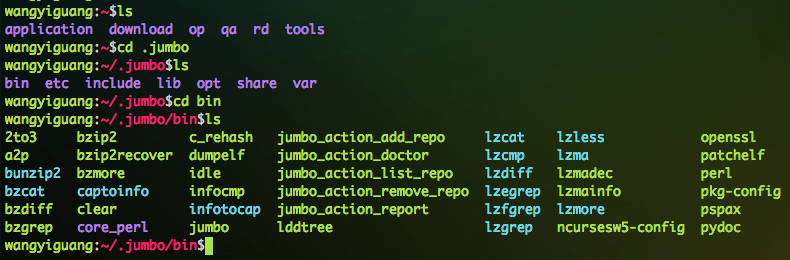 wangyiguang:~$ls
application  download  op  qa  rd  tools
wangyiguang:~$cd .jumbo
wangyiguang:~/.jumbo$ls
bin  etc  include  lib  opt  share  var
wangyiguang:~/.jumbo$cd bin
wangyiguang:~/.jumbo/bin$ls
2to3     bzip2         c_rehash   jumbo_action_add_repo     lzcat    lzless           openssl
a2p      bzip2recover  dumpelf    jumbo_action_doctor       lzcmp    lzma             patchelf
bunzip2  bzmore        idle       jumbo_action_list_repo    lzdiff   lzmadec          perl
bzcat    captoinfo     infocmp    jumbo_action_remove_repo  lzegrep  lzmainfo         pkg-config
bzdiff   clear         infotocap  jumbo_action_report       lzfgrep  lzmore           pspax
bzgrep   core_perl     jumbo      lddtree                   lzgrep   ncursesw5-config pydoc
wangyiguang:~/.jumbo/bin$